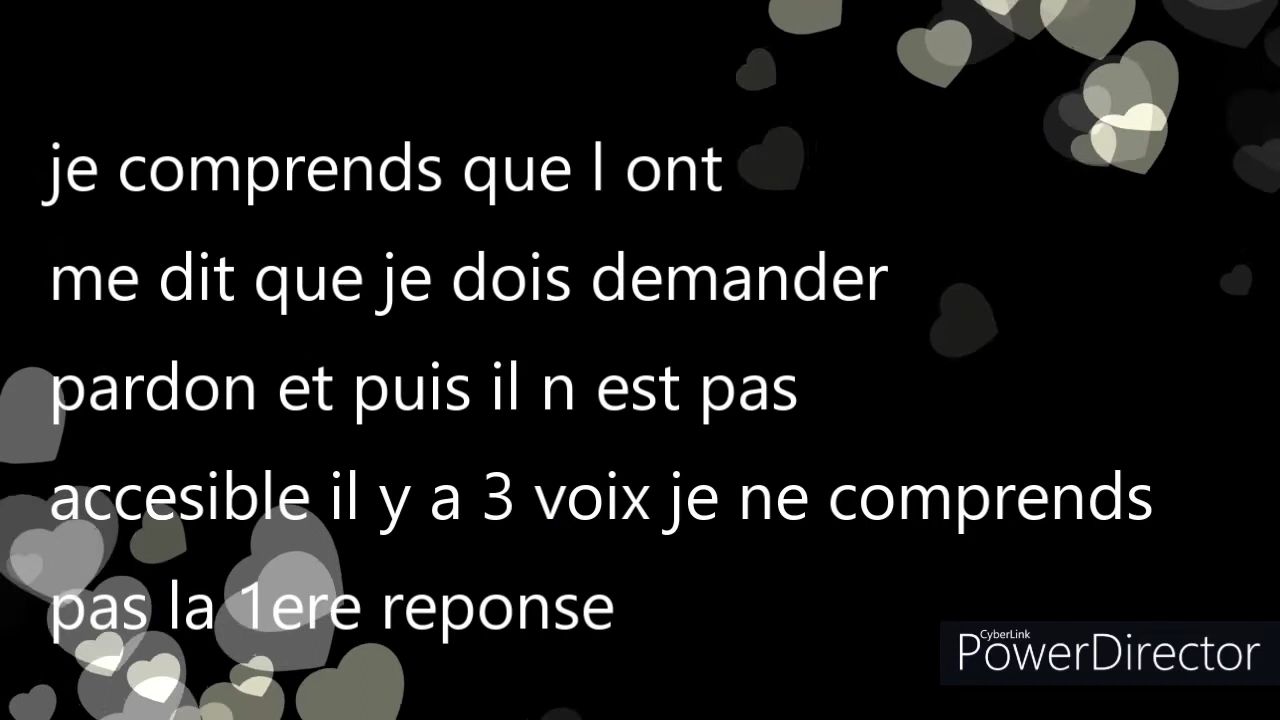 je comprends que l ont
me dit que je dois demander
pardon et puis il n est pas
accesible il y a 3 voix je ne comprends
pas la 1ere reponse
CyberLink
PowerDirector